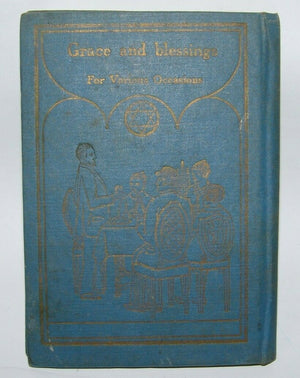 Grace and blessings
For Various Occasions